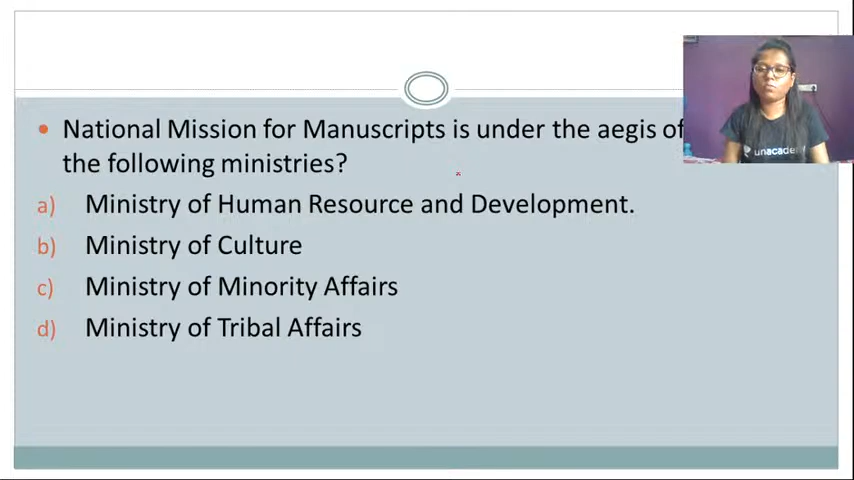 • National Mission for Manuscripts is under the aegis of
the following ministries?
a) Ministry of Human Resource and Development.
b) Ministry of Culture
c) Ministry of Minority Affairs
d) Ministry of Tribal Affairs
unacade